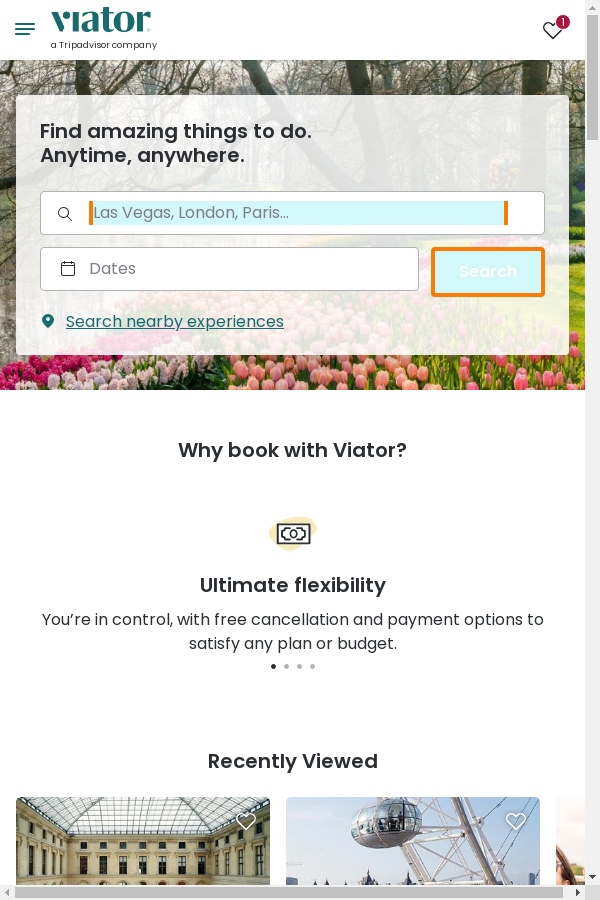 viator
a Tripadvisor company
1
Find amazing things to do.
Anytime, anywhere.
Las Vegas, London, Paris...
Dates
Search
Search nearby experiences
Why book with Viator?
Ultimate flexibility
You’re in control, with free cancellation and payment options to
satisfy any plan or budget.
Recently Viewed